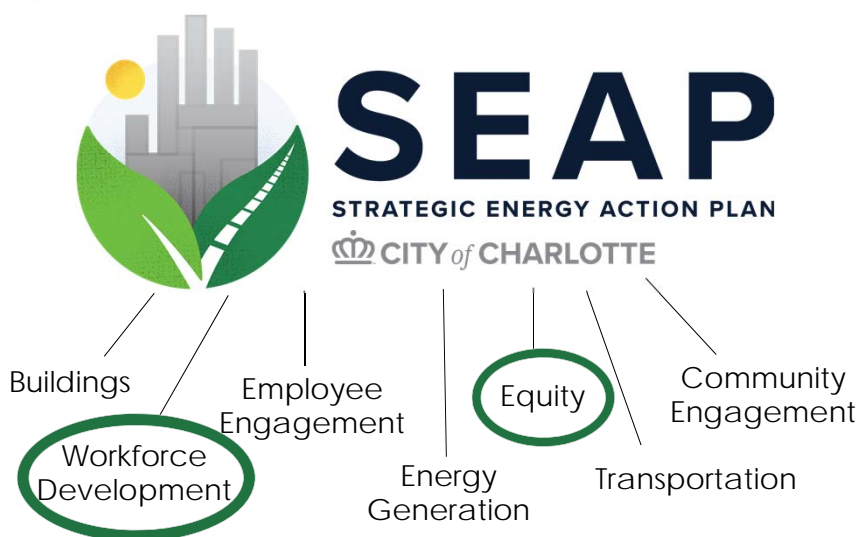 SEAP
STRATEGIC ENERGY ACTION PLAN
CITY of CHARLOTTE
Buildings
Workforce
Development
Employee
Engagement
Energy
Generation
Equity
Transportation
Community
Engagement